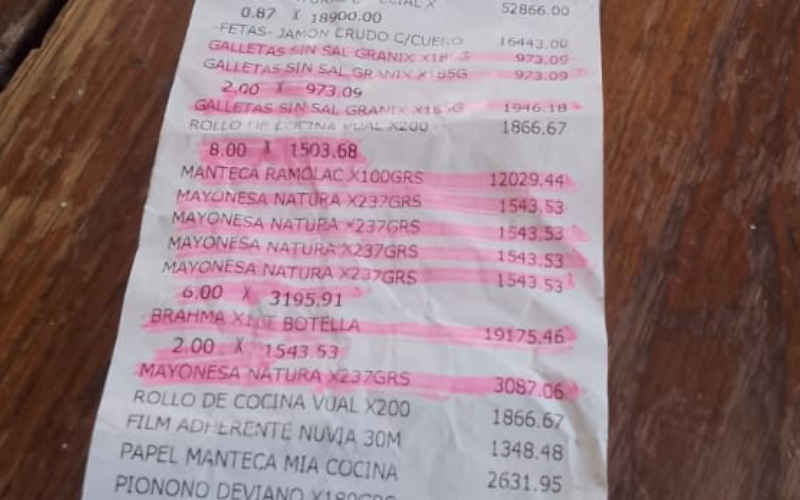 52866.00
0.87 X 18900.00
-FETAS- JAMON CRUDO C/CUERO 16443.00
GALLETAS SIN SAL GRANIX 973.09
GALLETAS SIN SAL GRANIX X185G 973.09
2.00 X 973.09
GALLETAS SIN SAL GRANIX X185G 1946.18
ROLLO DE COCINA VUAL X200 1866.67
8.00 X 1503.68
MANTECA RAMOLAC X100GRS 12029.44
MAYONESA NATURA X237GRS 1543.53
MAYONESA NATURA X237GRS 1543.53
MAYONESA NATURA X237GRS 1543.53
MAYONESA NATURA X237GRS 1543.53
6.00 X 3195.91
BRAHMA BOTELLA 19175.46
2.00 X 1543.53
MAYONESA NATURA X237GRS 3087.06
ROLLO DE COCINA VUAL X200 1866.67
FILM ADHERENTE NUVIA 30M 1348.48
PAPEL MANTECA MIA COCINA 2631.95
PIONONO DEVIANO X180GRS